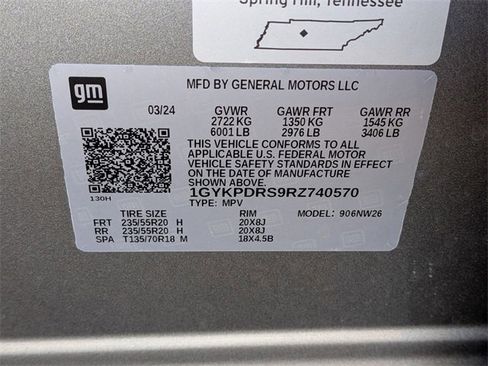 Spring Hill, Tennessee
gm
MFD BY GENERAL MOTORS LLC
03/24 GVWR GAWR FRT GAWR RR
2722 KG 1350 KG 1545 KG
6001 LB 2976 LB 3406 LB
THIS VEHICLE CONFORMS TO ALL
APPLICABLE U.S. FEDERAL MOTOR
VEHICLE SAFETY STANDARDS IN EFFECT
ON THE DATE OF MANUFACTURE
SHOWN ABOVE.
130H 1GYKPDRS9RZ740570
TYPE: MPV
TIRE SIZE RIM MODEL: 906NW26
FRT 235/55R20 H 20X8J
RR 235/55R20 H 20X8J
SPA T135/70R18 M 18X4.5B